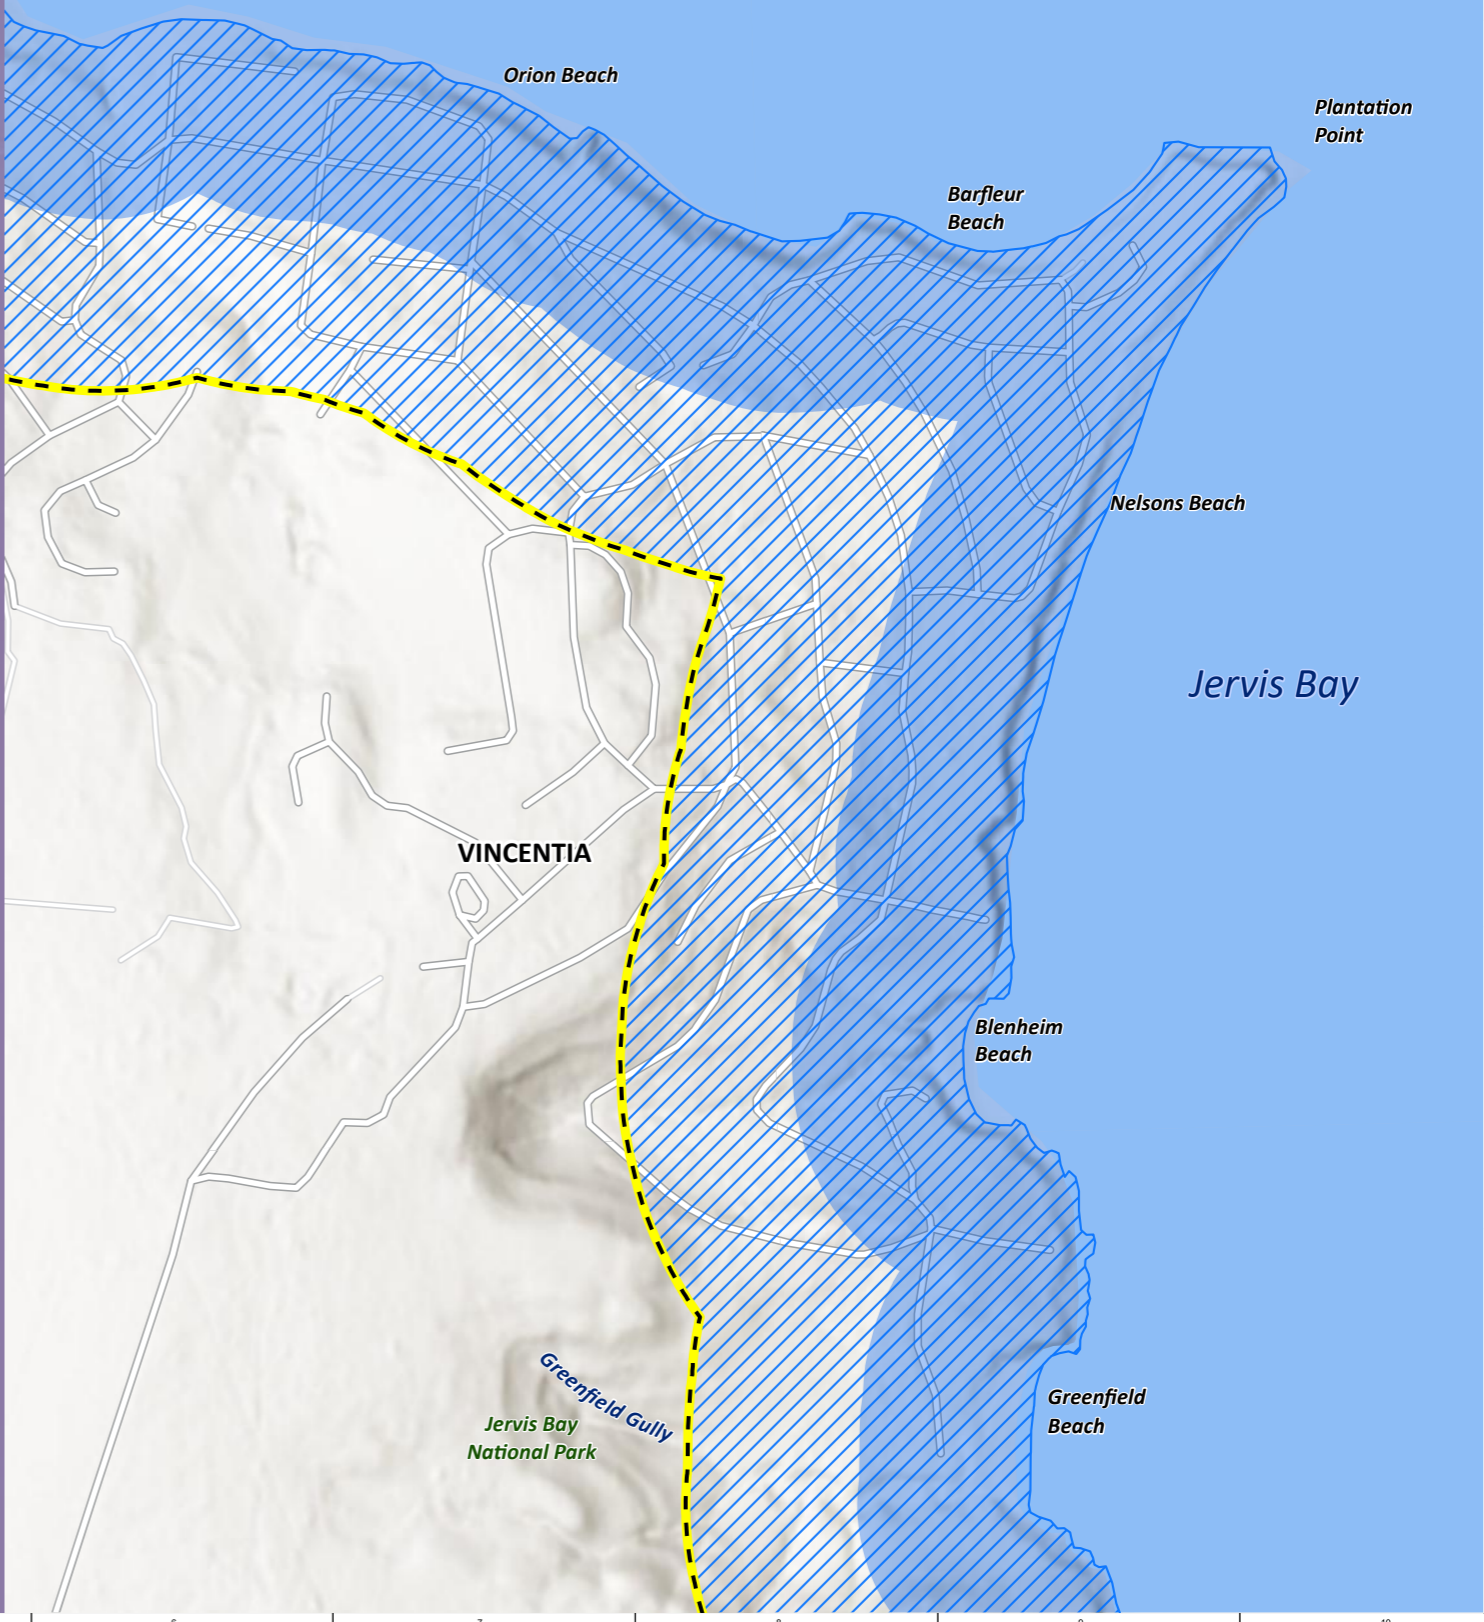 Orion Beach
Plantation
Point
Barfleur
Beach
Nelsons Beach
Jervis Bay
VINCENTIA
Blenheim
Beach
Greenfield Gully
Jervis Bay
National Park
Greenfield
Beach